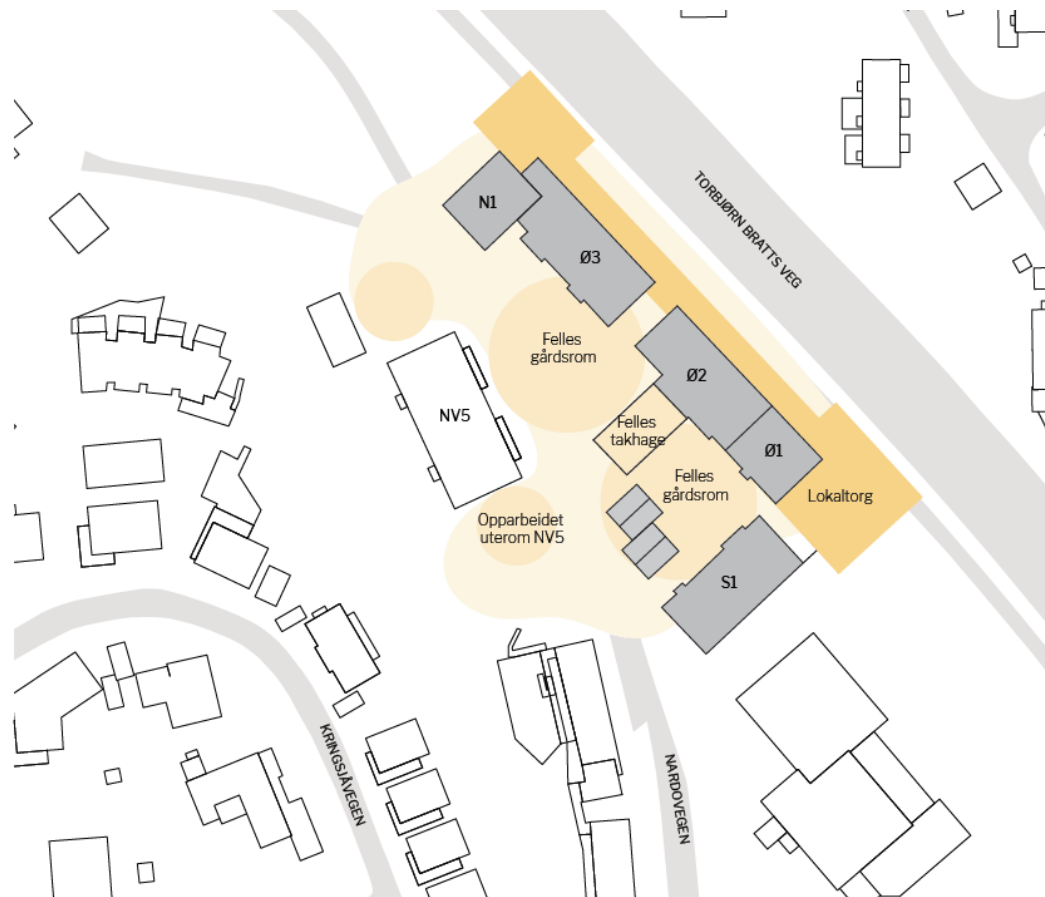 TORBJØRN BRATTS VEG
N1
Ø3
Felles
gårdsrom
Ø2
NV5
Felles
takhage
Ø1
Felles
gårdsrom
Lokaltorg
Opparbeidet
uterom NV5
S1
KRINGSJÅVEGEN
NARDOVEGEN